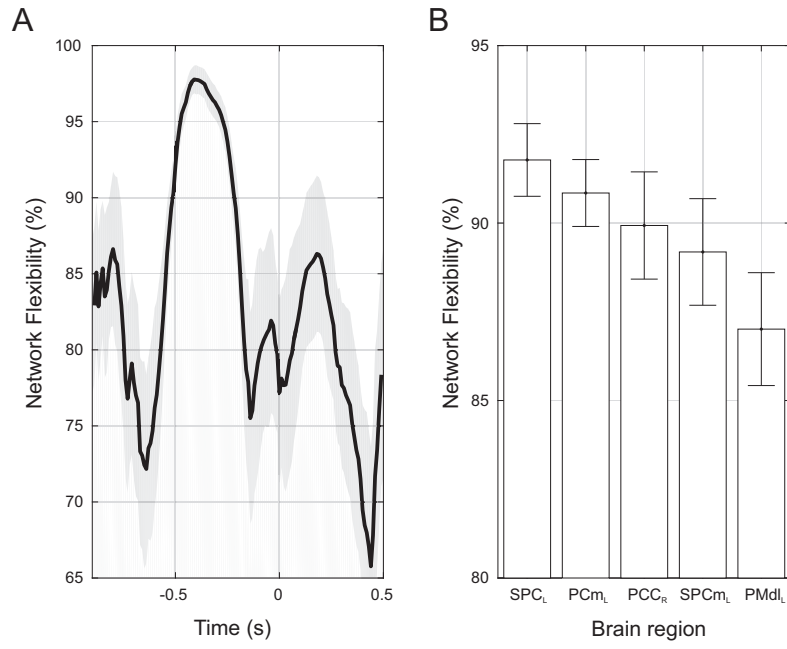 A
B
100
95
90
85
80
75
70
65
Network Flexibility (%)
-0.5
0
0.5
Time (s)
95
90
85
80
Network Flexibility (%)
SPCL PCmL PCCR SPCmL PMdlL
Brain region